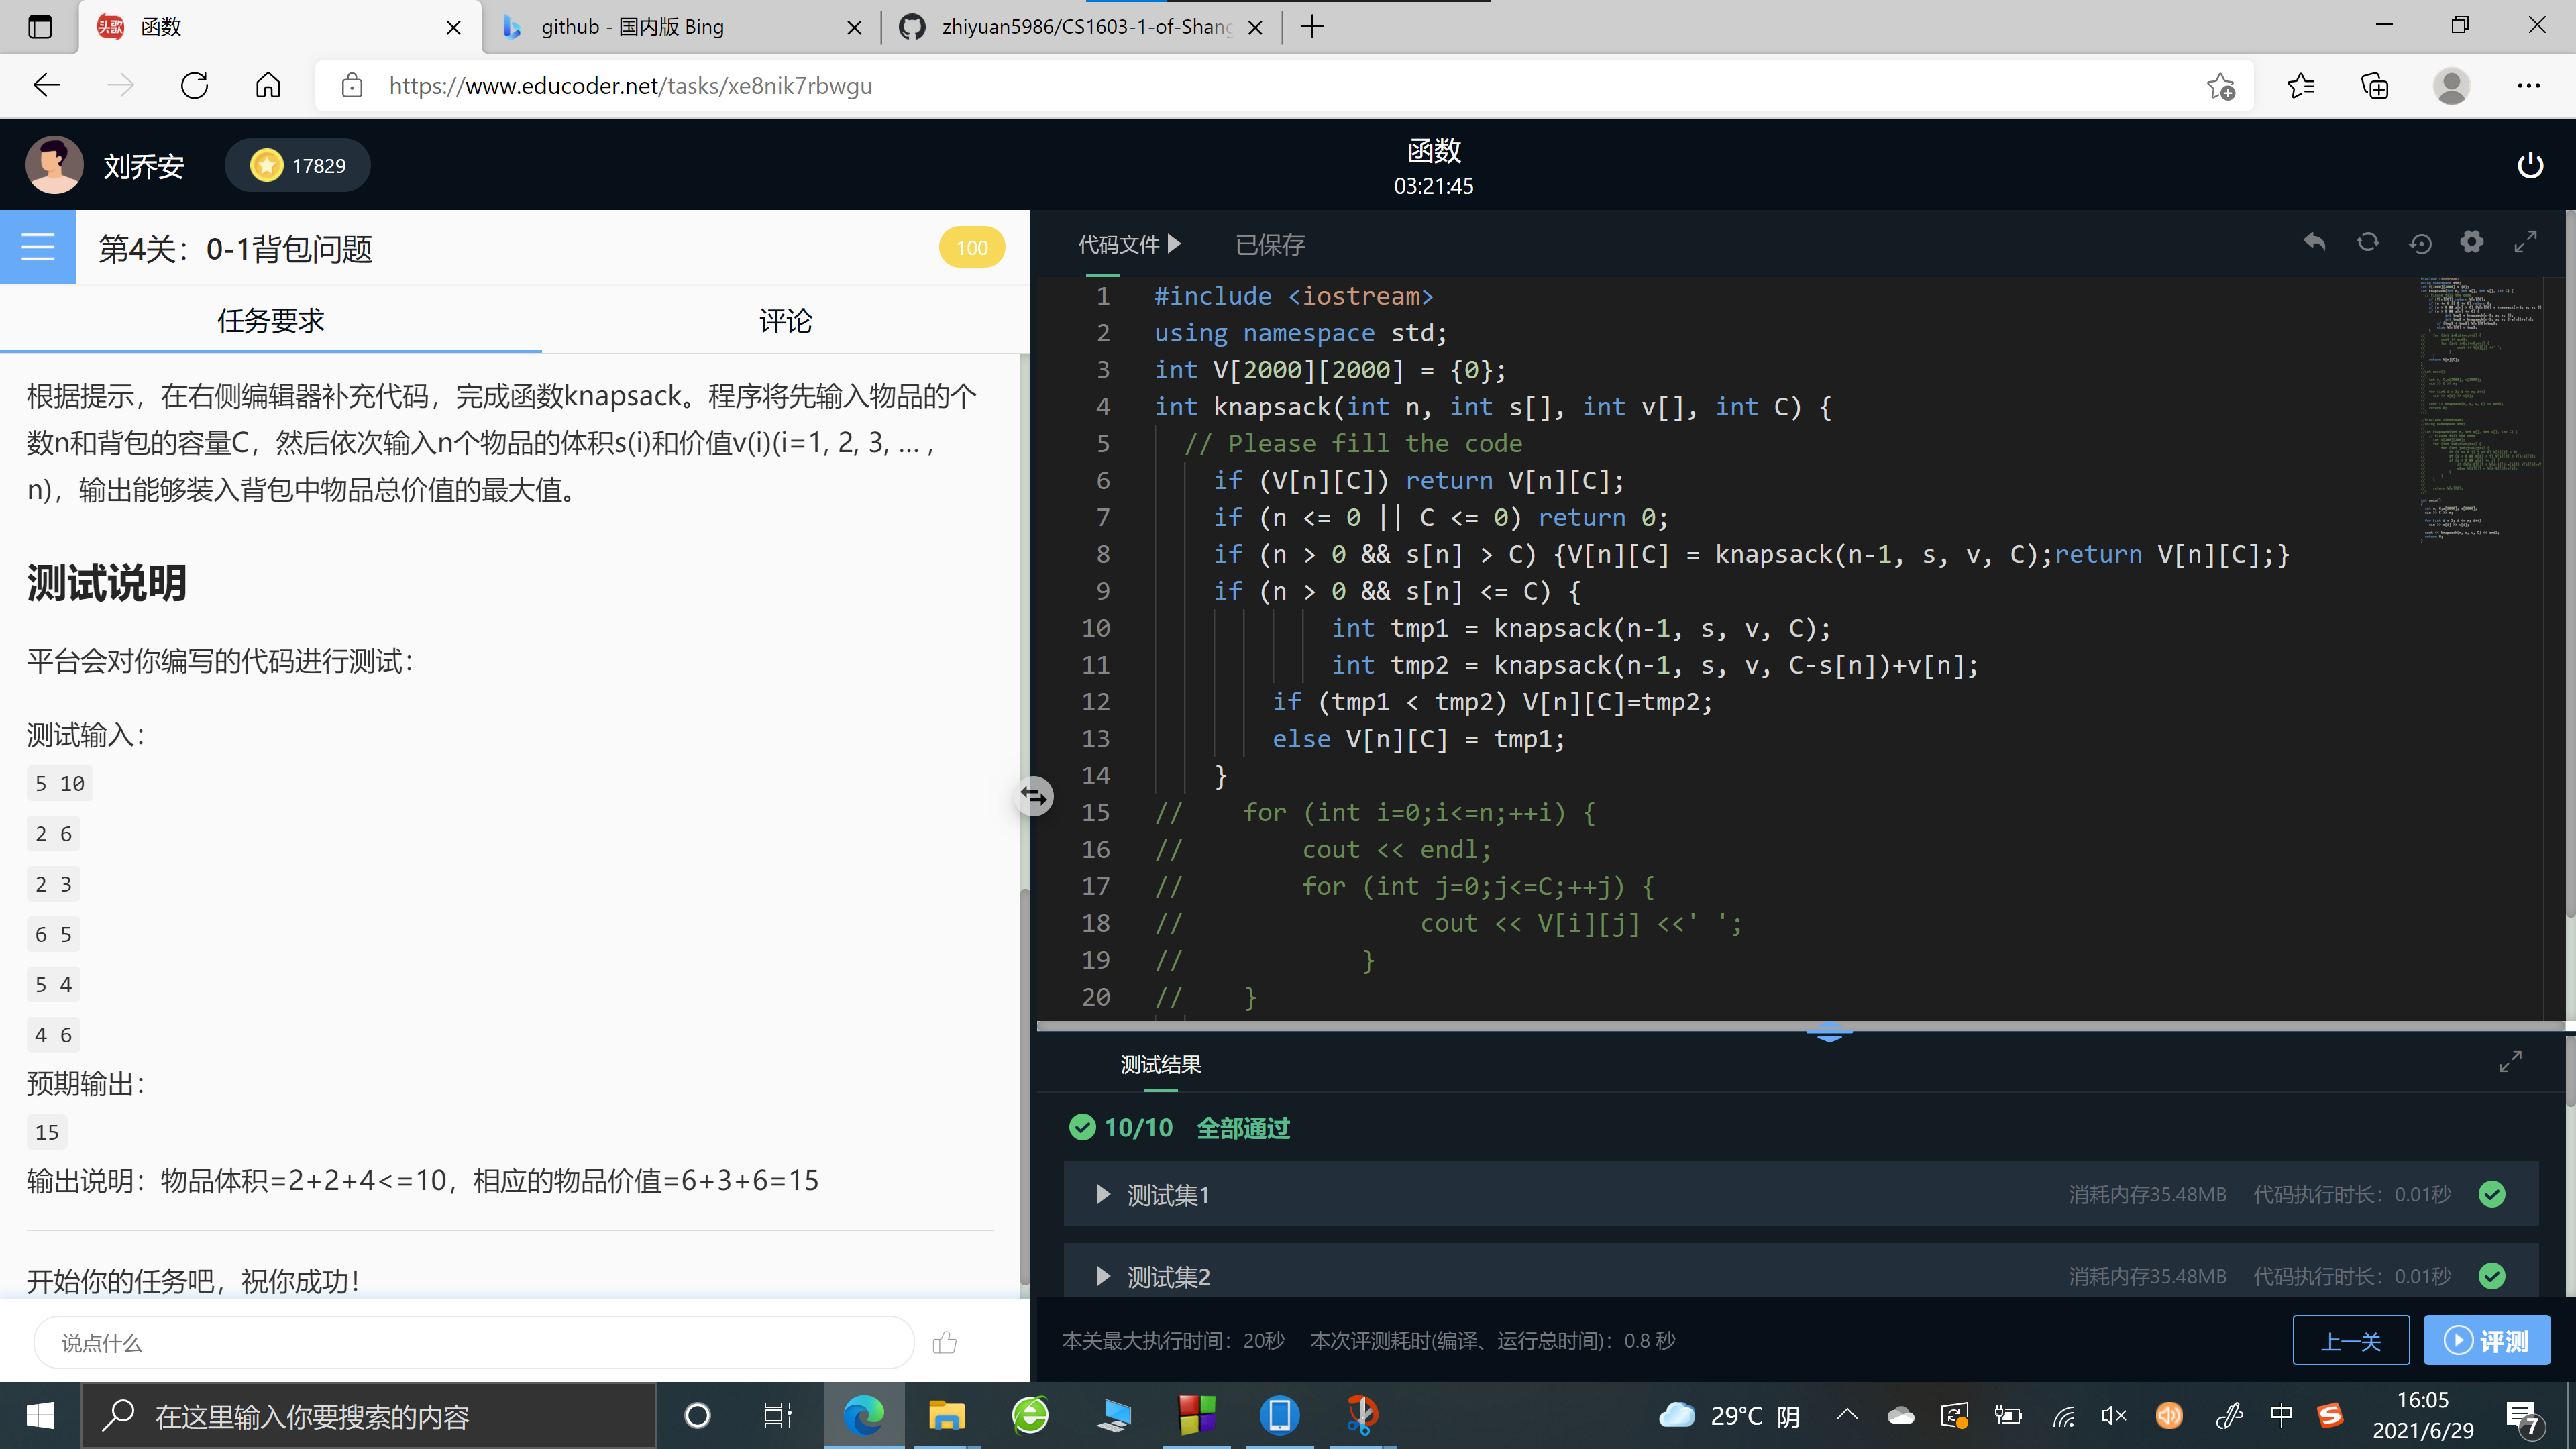 函数
github - 国内版 Bing
zhiyuan5986/CS1603-1-of-Shang
https://www.educoder.net/tasks/xe8nik7rbwgu
刘乔安
17829
函数
03:21:45
第4关：0-1背包问题
100
任务要求
评论
根据提示，在右侧编辑器补充代码，完成函数knapsack。程序将先输入物品的个
数n和背包的容量C，然后依次输入n个物品的体积s(i)和价值v(i)(i=1, 2, 3, … ,
n)，输出能够装入背包中物品总价值的最大值。
测试说明
平台会对你编写的代码进行测试：
测试输入：
5 10
2 6
2 3
6 5
5 4
4 6
预期输出：
15
输出说明：物品体积=2+2+4<=10，相应的物品价值=6+3+6=15
开始你的任务吧，祝你成功！
说点什么
代码文件
已保存
1 #include <iostream>
2 using namespace std;
3 int V[2000][2000] = {0};
4 int knapsack(int n, int s[], int v[], int C) {
5 // Please fill the code
6 if (V[n][C]) return V[n][C];
7 if (n <= 0 || C <= 0) return 0;
8 if (n > 0 && s[n] > C) {V[n][C] = knapsack(n-1, s, v, C);return V[n][C];}
9 if (n > 0 && s[n] <= C) {
10 int tmp1 = knapsack(n-1, s, v, C);
11 int tmp2 = knapsack(n-1, s, v, C-s[n])+v[n];
12 if (tmp1 < tmp2) V[n][C]=tmp2;
13 else V[n][C] = tmp1;
14 }
15 // for (int i=0;i<=n;++i) {
16 // cout << endl;
17 // for (int j=0;j<=C;++j) {
18 // cout << V[i][j] <<' ';
19 // }
20 // }
测试结果
10/10 全部通过
测试集1 消耗内存35.48MB 代码执行时长：0.01秒
测试集2 消耗内存35.48MB 代码执行时长：0.01秒
本关最大执行时间：20秒 本次评测耗时(编译、运行总时间)：0.8 秒
上一关
评测
在这里输入你要搜索的内容
29°C 阴
中
16:05
2021/6/29
7